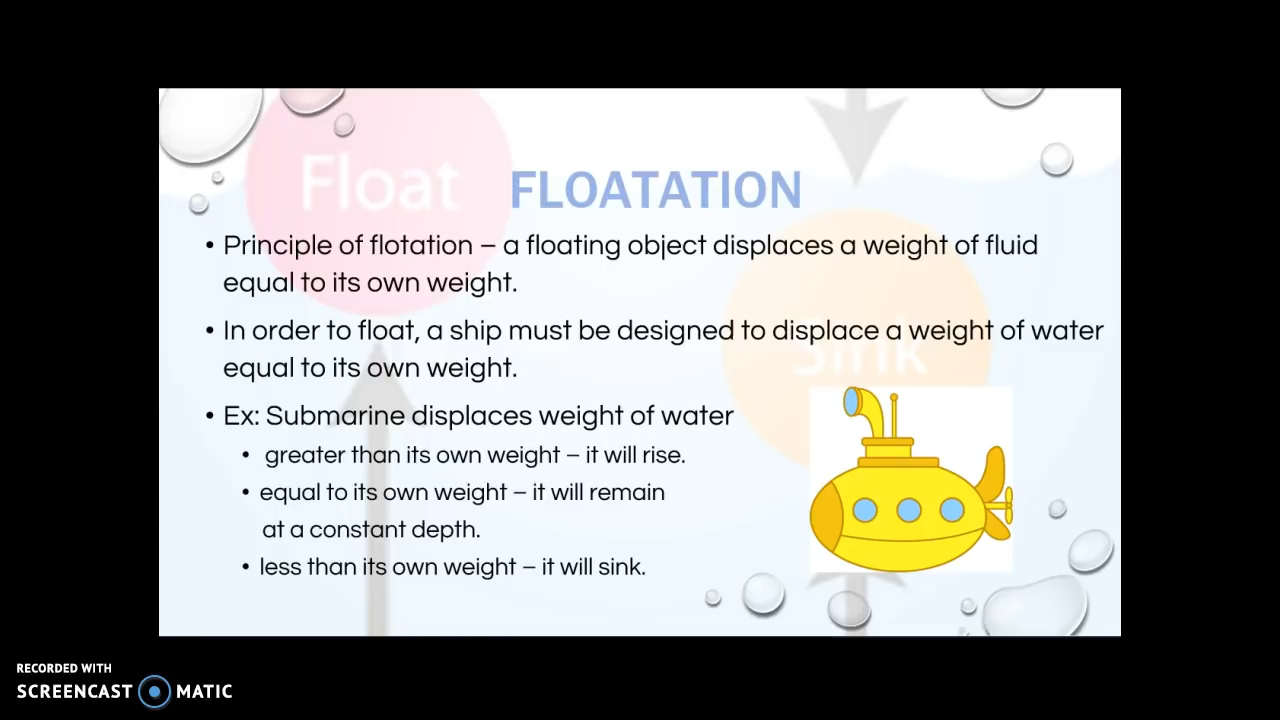 Float
FLOATATION
• Principle of flotation – a floating object displaces a weight of fluid
equal to its own weight.
• In order to float, a ship must be designed to displace a weight of water
equal to its own weight.
Sink
• Ex: Submarine displaces weight of water
• greater than its own weight – it will rise.
• equal to its own weight – it will remain
at a constant depth.
• less than its own weight – it will sink.
RECORDED WITH
SCREENCAST MATIC